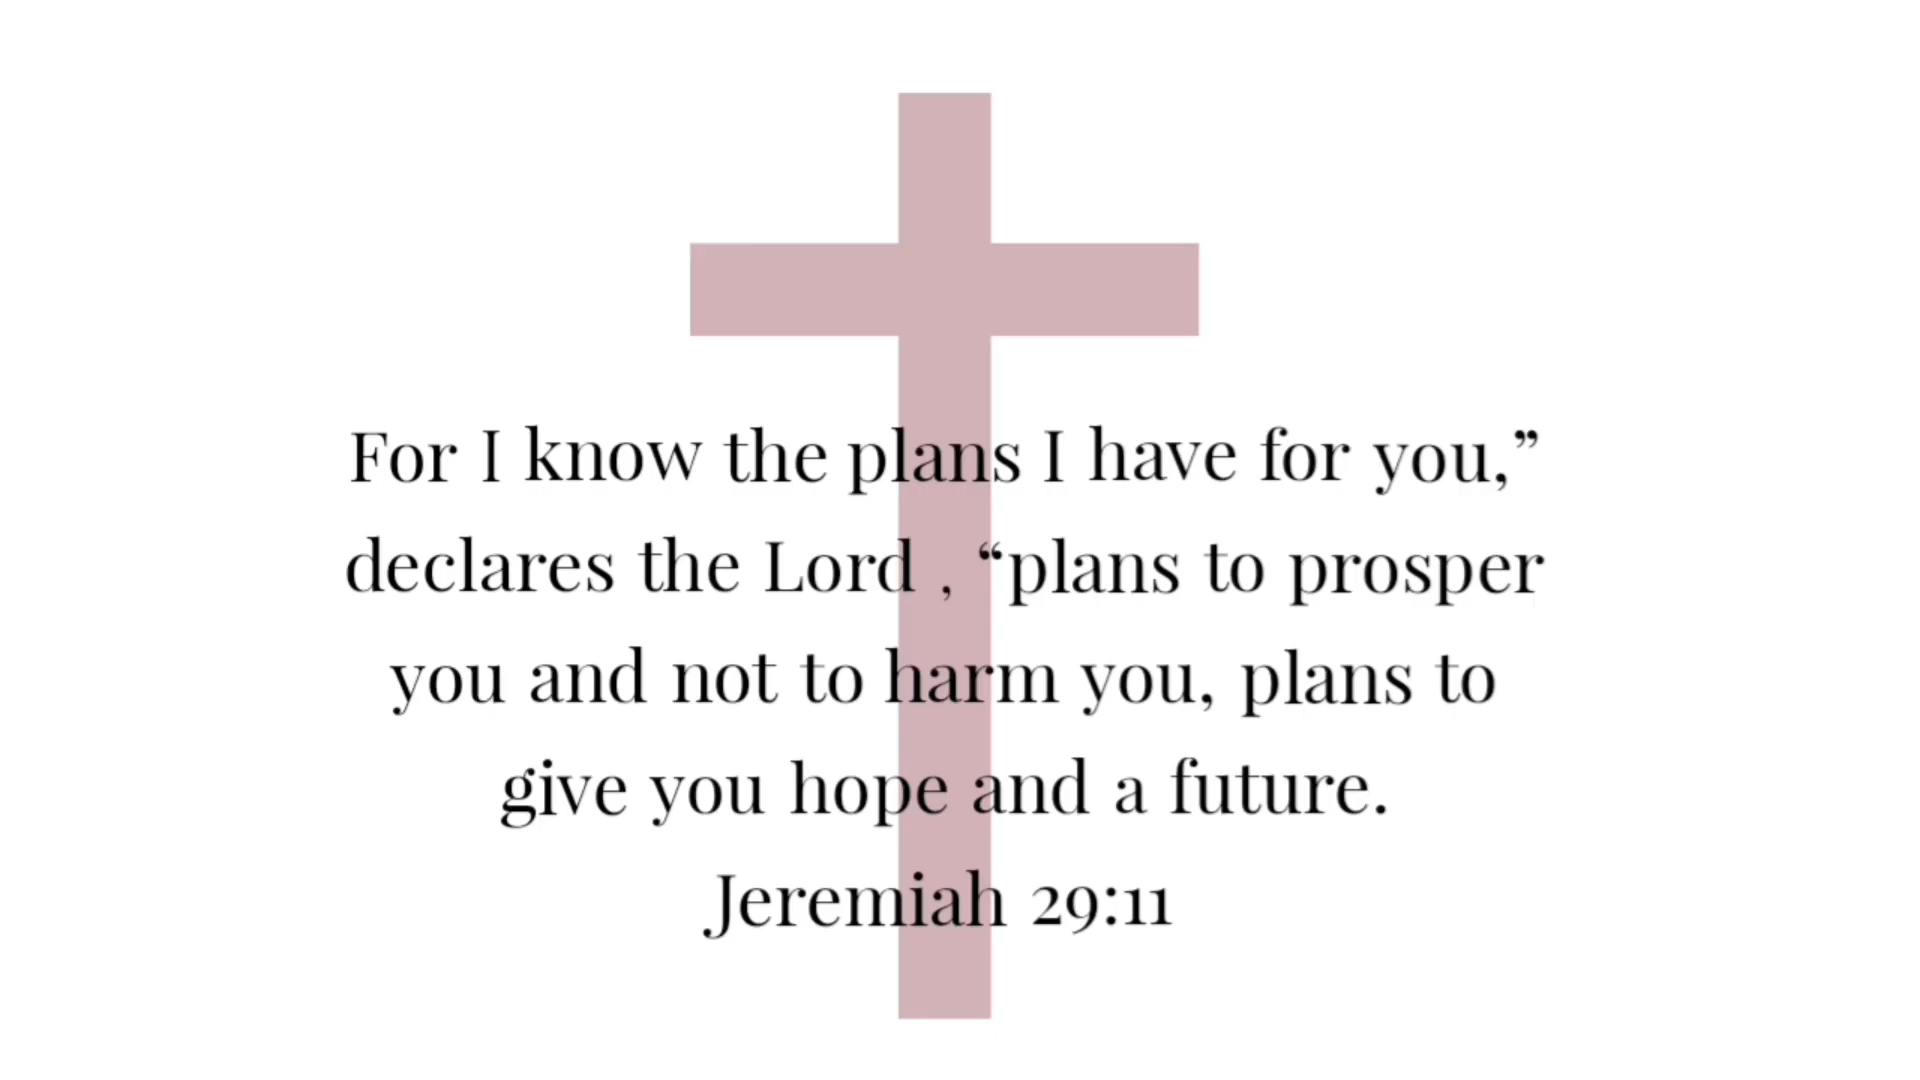 For I know the plans I have for you,”
declares the Lord , “plans to prosper
you and not to harm you, plans to
give you hope and a future.
Jeremiah 29:11